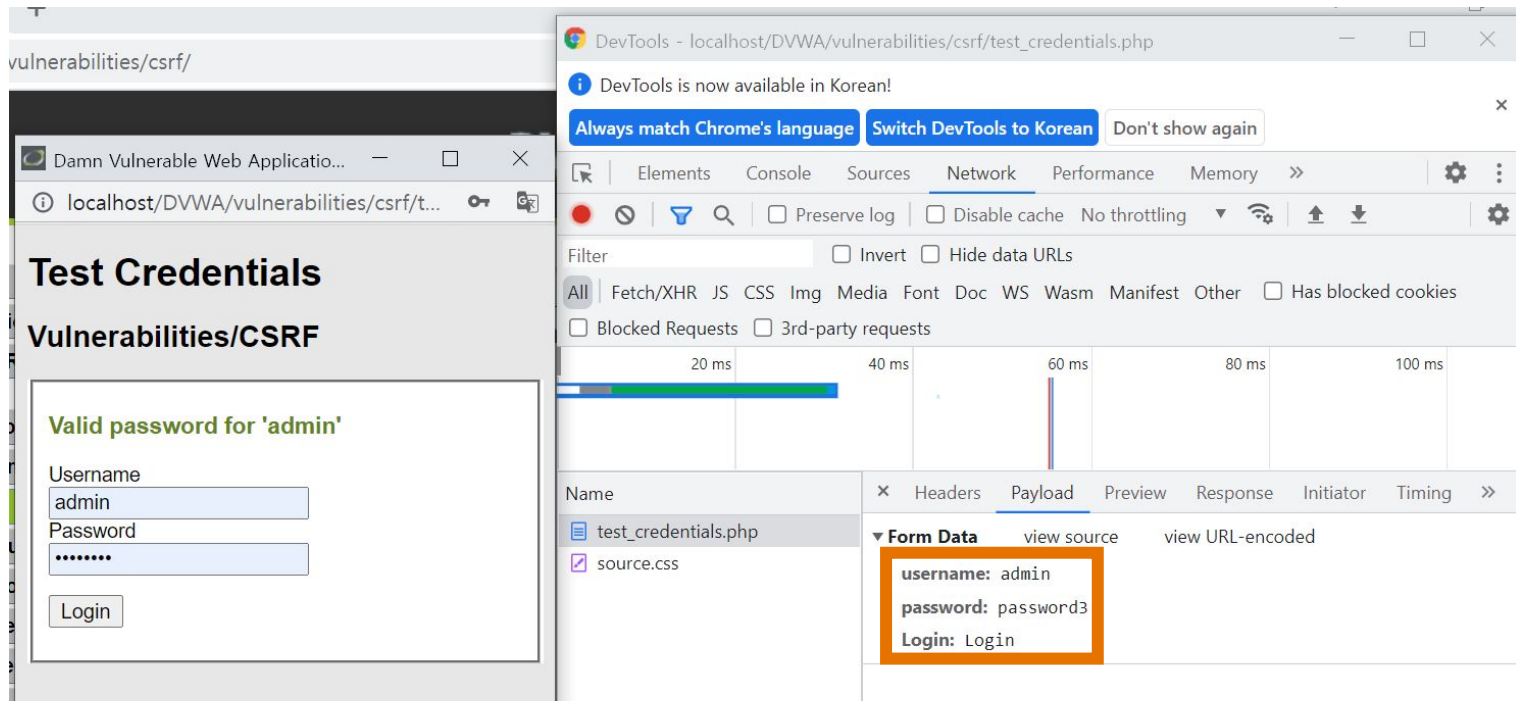 vulnerabilities/csrf/
Damn Vulnerable Web Applicatio...
localhost/DVWA/vulnerabilities/csrf/t...
Test Credentials
Vulnerabilities/CSRF
Valid password for 'admin'
Username
admin
Password
••••••••
Login
DevTools - localhost/DVWA/vulnerabilities/csrf/test_credentials.php
DevTools is now available in Korean!
Always match Chrome's language Switch DevTools to Korean Don't show again
Elements Console Sources Network Performance Memory
Preserve log Disable cache No throttling
Filter Invert Hide data URLs
All Fetch/XHR JS CSS Img Media Font Doc WS Wasm Manifest Other Has blocked cookies
Blocked Requests 3rd-party requests
20 ms 40 ms 60 ms 80 ms 100 ms
Name
test_credentials.php
source.css
Headers Payload Preview Response Initiator Timing
Form Data view source view URL-encoded
username: admin
password: password3
Login: Login